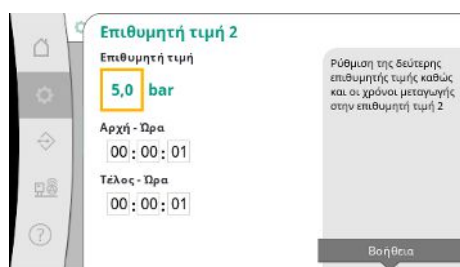 Επιθυμητή τιμή 2
Επιθυμητή τιμή
5,0 bar
Αρχή - Ώρα
00 : 00 : 01
Τέλος - Ώρα
00 : 00 : 01
Ρύθμιση της δεύτερης
επιθυμητής τιμής καθώς
και οι χρόνοι μεταγωγής
στην επιθυμητή τιμή 2
Βοήθεια